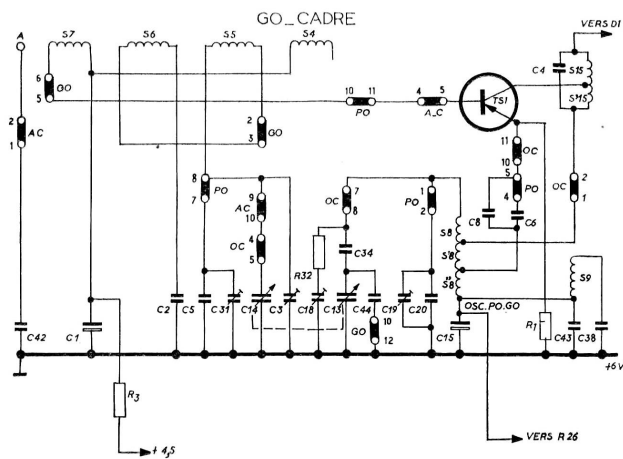 GO_CADRE
VERS D1
A
S7
S6
S5
S4
C4
S15
S'15
6
GO
5
2
AC
1
2
GO
3
10 11
PO
4 5
A_C
TS1
11
OC
10
5
PO
4
2
OC
1
8
PO
7
9
AC
10
4
OC
5
7
OC
8
1
PO
2
C8
C6
S8
S'8
S"8
S9
R32
C34
C42
C1
C2
C5
C31
C14
C3
C18
C13
C44
C19
C20
C15
OSC.PO.GO
R1
C43
C38
10
GO
12
+6V
R3
+4,5
VERS R26